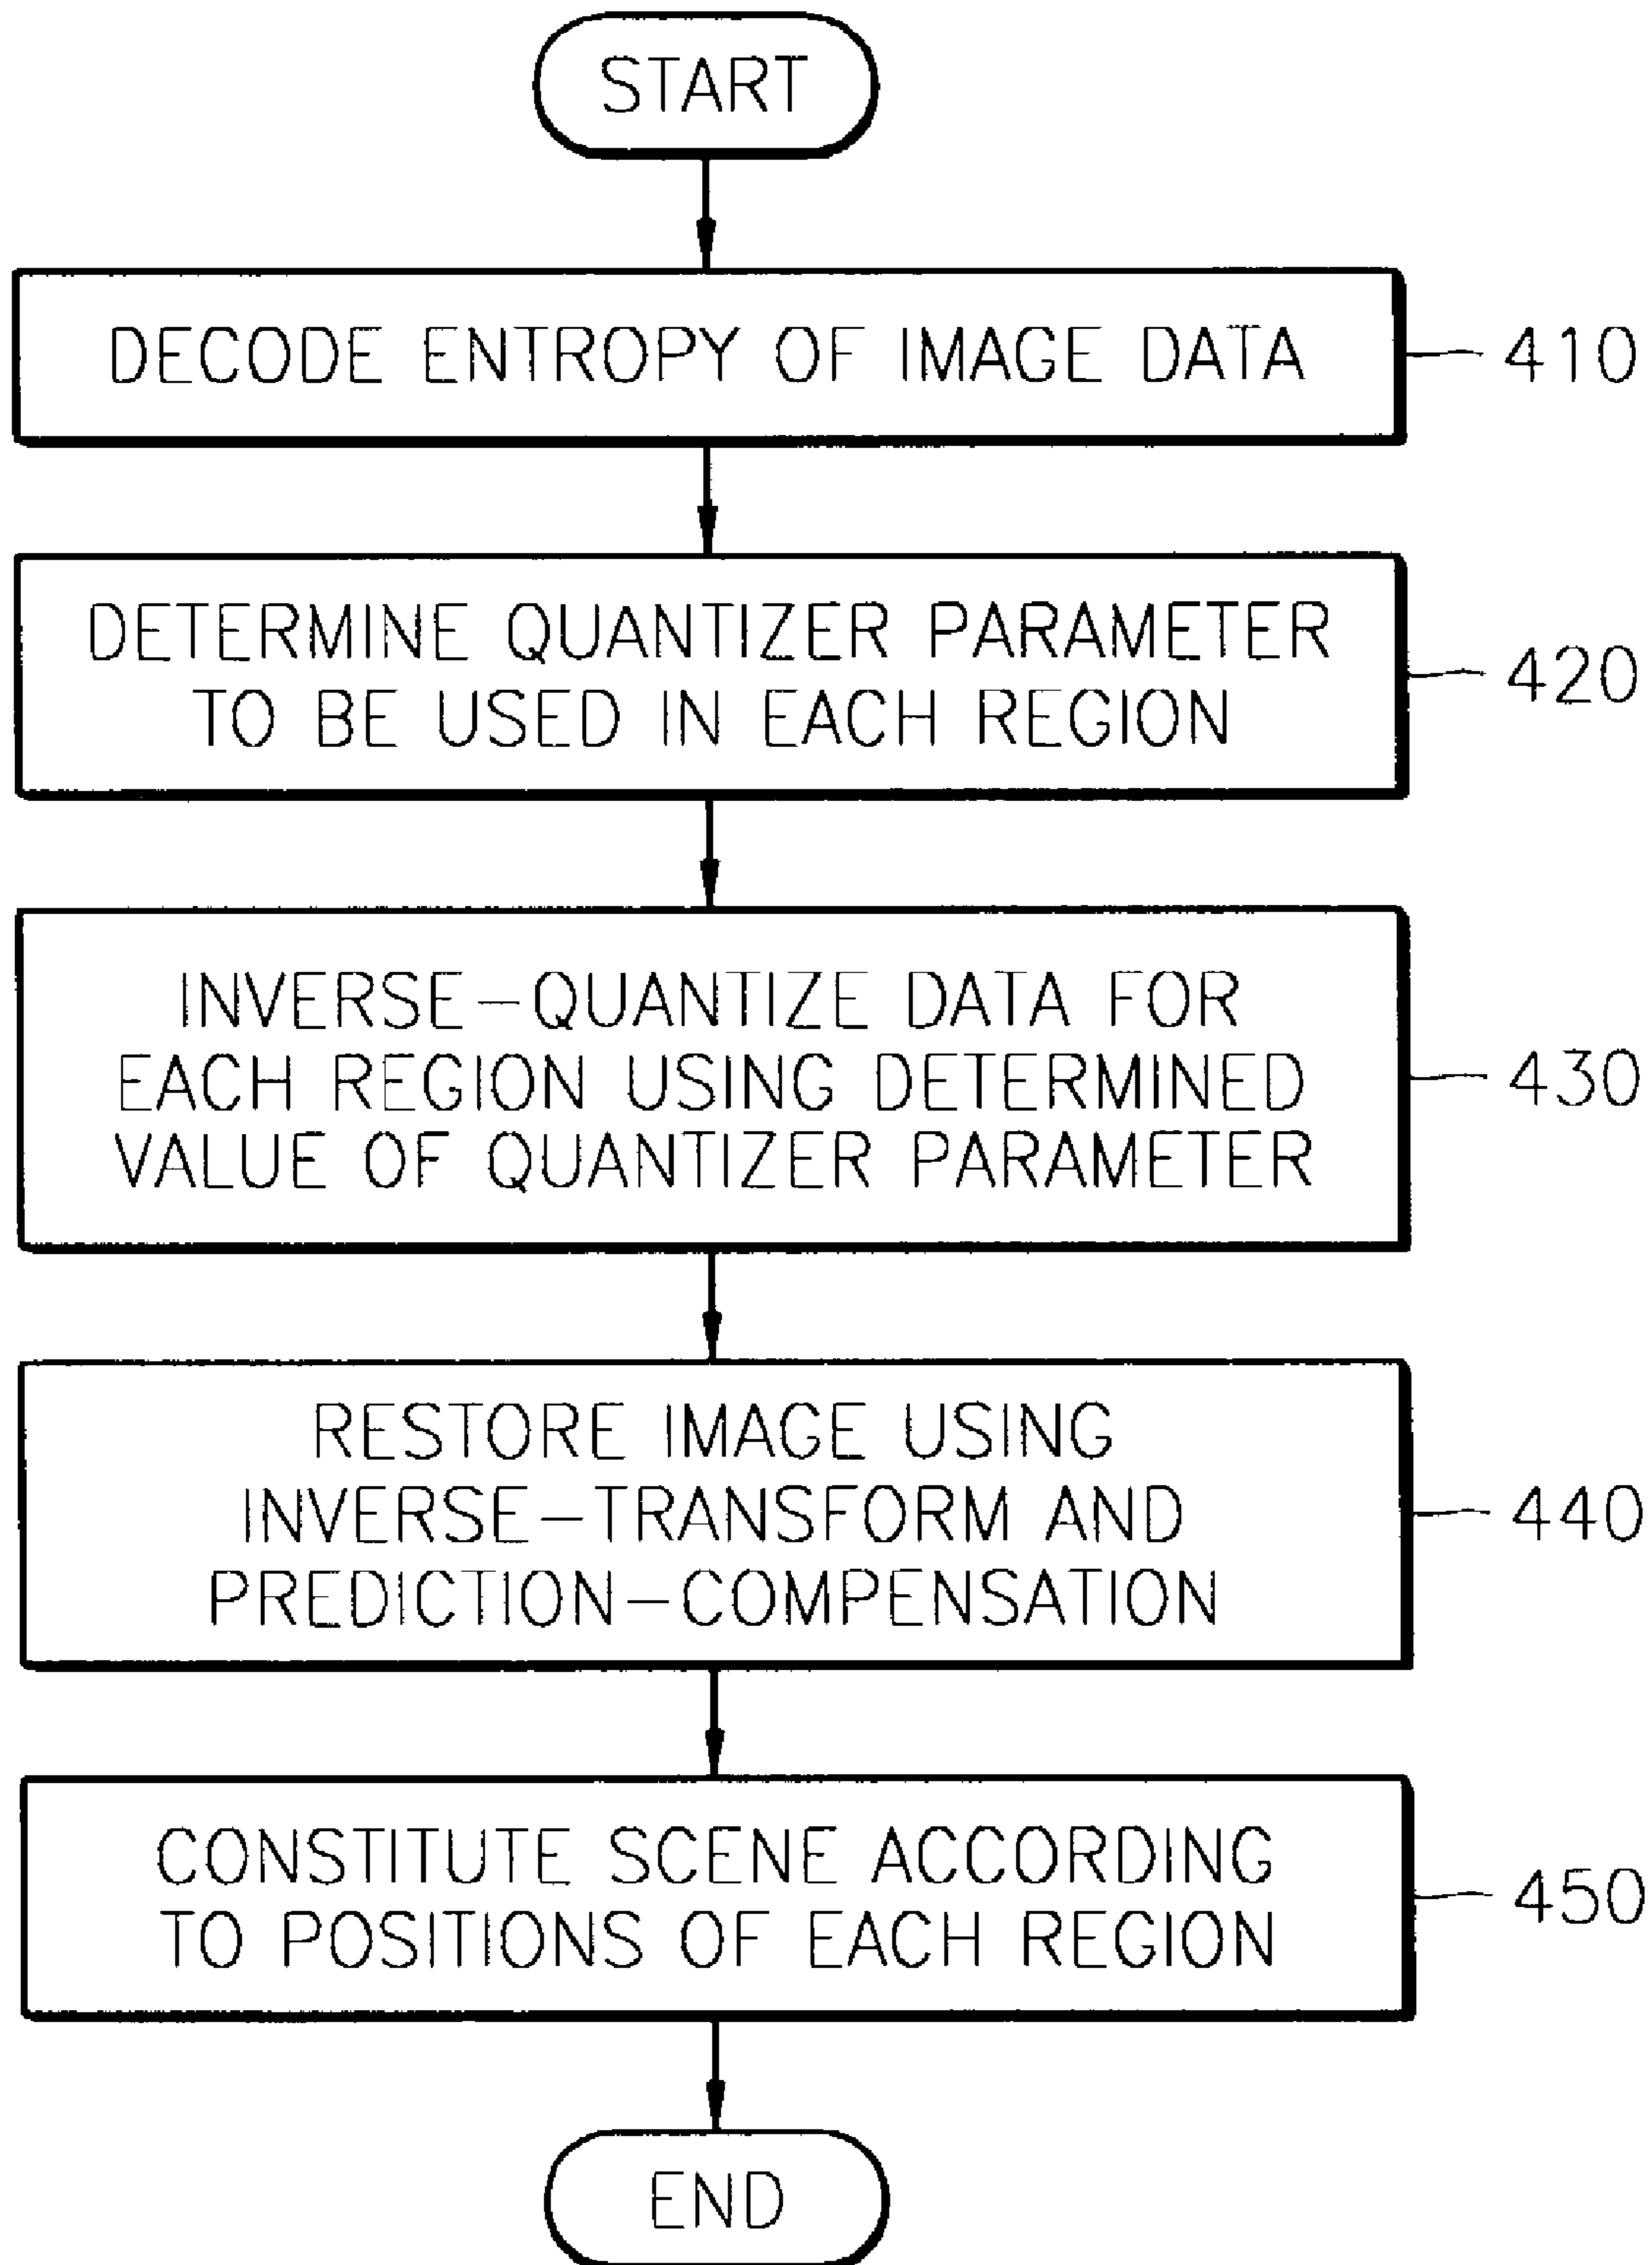 START
DECODE ENTROPY OF IMAGE DATA
410
DETERMINE QUANTIZER PARAMETER
TO BE USED IN EACH REGION
420
INVERSE-QUANTIZE DATA FOR
EACH REGION USING DETERMINED
VALUE OF QUANTIZER PARAMETER
430
RESTORE IMAGE USING
INVERSE-TRANSFORM AND
PREDICTION-COMPENSATION
440
CONSTITUTE SCENE ACCORDING
TO POSITIONS OF EACH REGION
450
END